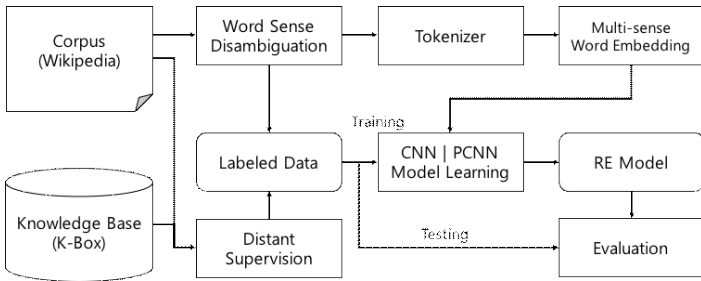 Corpus
(Wikipedia)
Word Sense
Disambiguation
Tokenizer
Multi-sense
Word Embedding
Training
Labeled Data
CNN | PCNN
Model Learning
RE Model
Knowledge Base
(K-Box)
Distant
Supervision
Testing
Evaluation